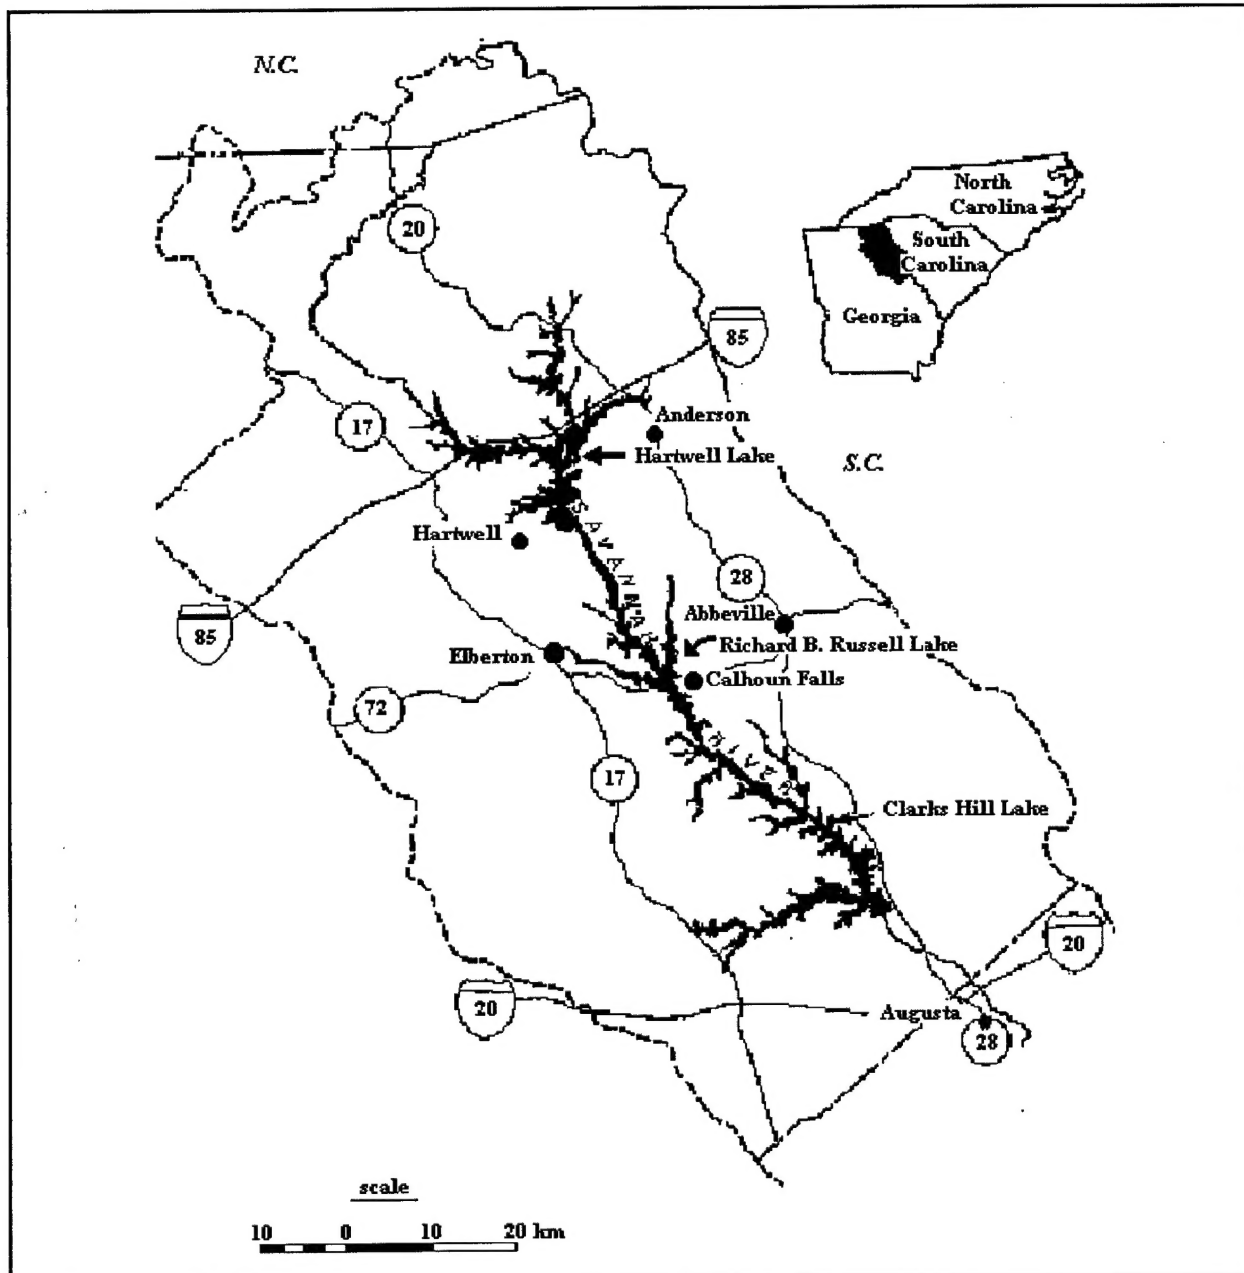 N.C.
North
Carolina
20
South
Carolina
Georgia
85
Anderson
17
Hartwell Lake
S.C.
Hartwell
SAVANNAH
28
Abbeville
85
Richard B. Russell Lake
Elberton
Calhoun Falls
72
RIVER
17
Clarks Hill Lake
20
20
Augusta
28
scale
10 0 10 20 km